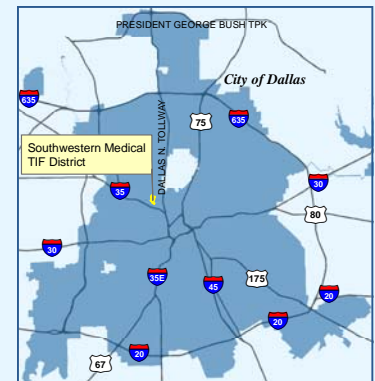 PRESIDENT GEORGE BUSH TPK
City of Dallas
635
75
635
DALLAS N. TOLLWAY
Southwestern Medical
TIF District
35
30
80
30
35E
45
175
20
20
20
67